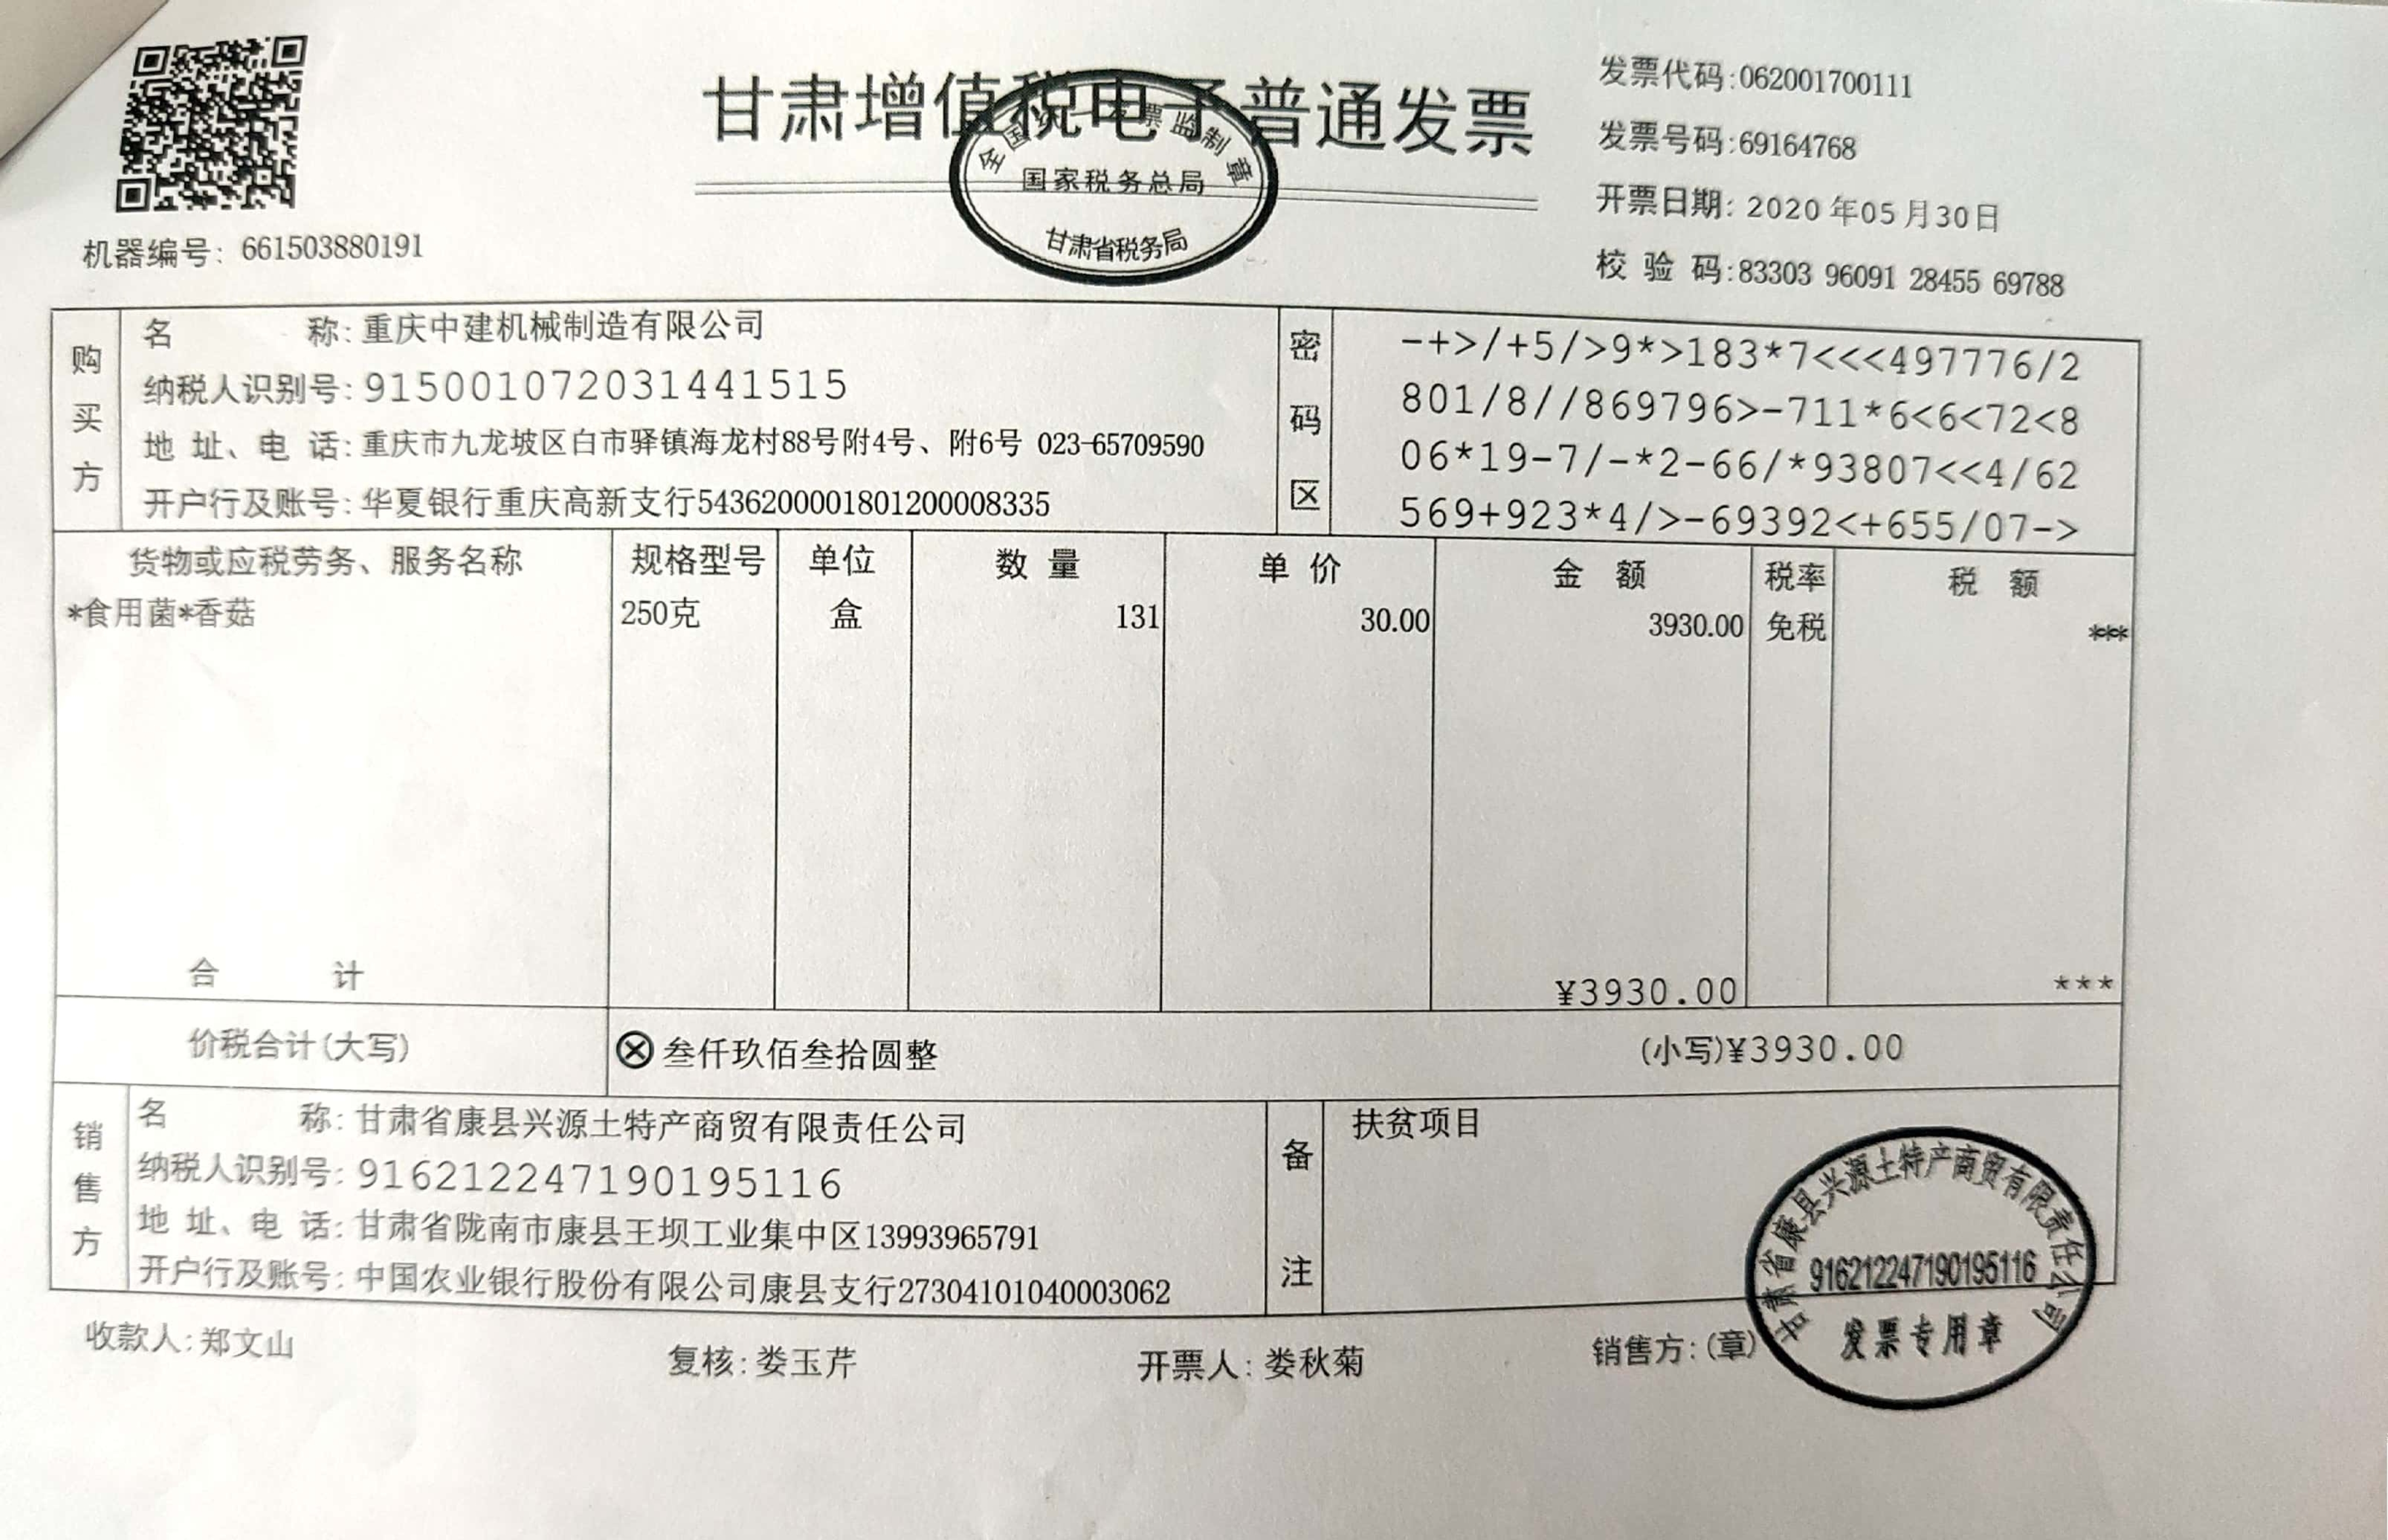 甘肃增值税电子普通发票
全国统一发票监制章
国家税务总局
甘肃省税务局
发票代码:062001700111
发票号码:69164768
开票日期: 2020年05月30日
校 验 码:83303 96091 28455 69788
机器编号: 661503880191
购买方
名 称: 重庆中建机械制造有限公司
纳税人识别号: 915001072031441515
地 址、电 话: 重庆市九龙坡区白市驿镇海龙村88号附4号、附6号 023-65709590
开户行及账号: 华夏银行重庆高新支行5436200001801200008335
密码区
-+>/+5/>9*>183*7<<<497776/2
801/8//869796>-711*6<6<72<8
06*19-7/-*2-66/*93807<<4/62
569+923*4/>-69392<+655/07->
货物或应税劳务、服务名称 规格型号 单位 数 量 单 价 金 额 税率 税 额
*食用菌*香菇 250克 盒 131 30.00 3930.00 免税 ***
合 计 ¥3930.00 ***
价税合计(大写) ⊗叁仟玖佰叁拾圆整 (小写)¥3930.00
销售方
名 称: 甘肃省康县兴源土特产商贸有限责任公司
纳税人识别号: 916212247190195116
地 址、电 话: 甘肃省陇南市康县王坝工业集中区13993965791
开户行及账号: 中国农业银行股份有限公司康县支行27304101040003062
备注
扶贫项目
甘肃省康县兴源土特产商贸有限责任公司
916212247190195116
发票专用章
收款人: 郑文山 复核: 娄玉芹 开票人: 娄秋菊 销售方: (章)